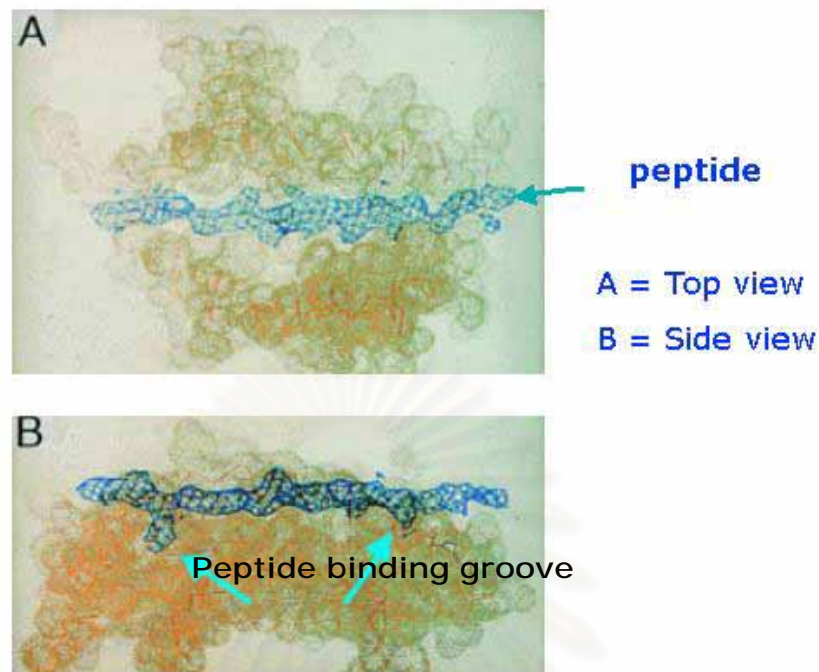 A
peptide
A = Top view
B = Side view
B
Peptide binding groove